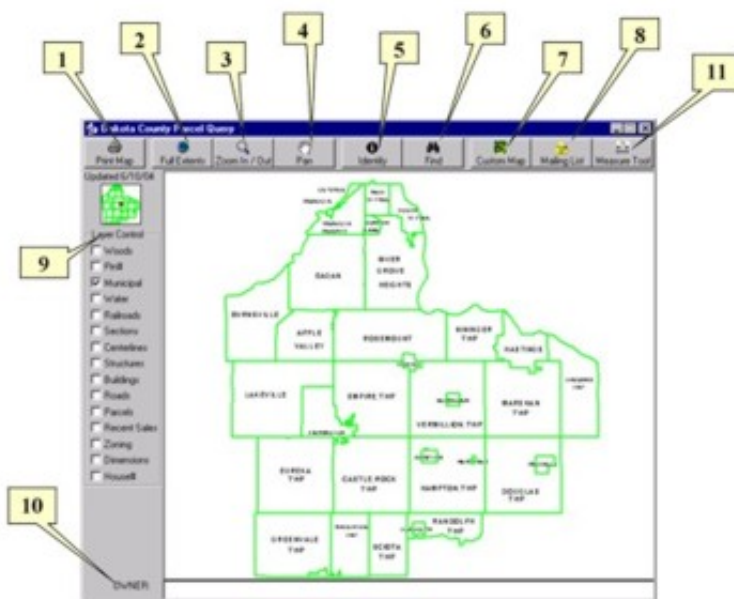 1
2
3
4
5
6
7
8
11
Dakota County Parcel Query
Print Map
Full Extents
Zoom In / Out
Pan
Identify
Find
Custom Map
Mailing List
Measure Tool
Updated 6/10/04
9
Layer Control
Woods
Municipal
Water
Railroads
Sections
Centerlines
Structures
Buildings
Roads
Parcels
Recent Sales
Zoning
Dimensions
House#
10
OWNER
EAGAN
INVER
GROVE
HEIGHTS
BURNSVILLE
APPLE
VALLEY
ROSEMOUNT
NININGER
TWP
HASTINGS
LAKEVILLE
EMPIRE TWP
VERMILLION TWP
MARSHAN
TWP
EUREKA
TWP
CASTLE ROCK
TWP
HAMPTON TWP
DOUGLAS
TWP
GREENVALE
TWP
SCIOTA
TWP
RANDOLPH
TWP